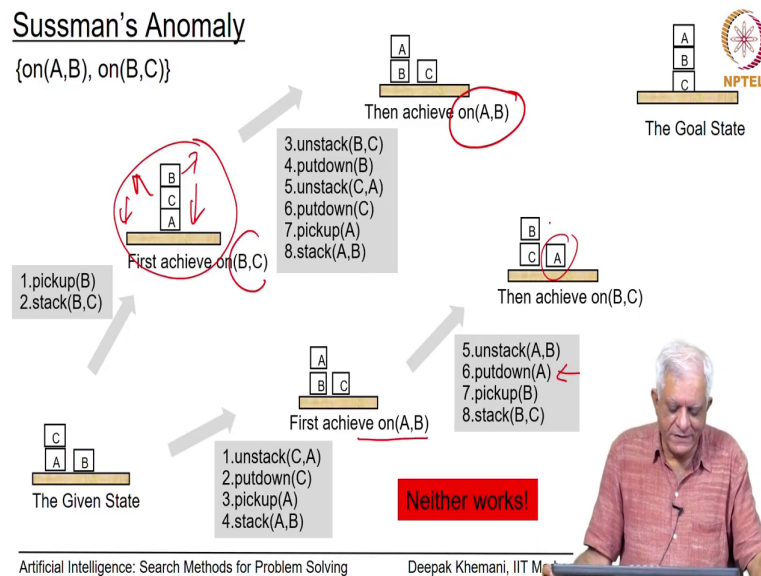 Sussman's Anomaly
{on(A,B), on(B,C)}
A
B C
Then achieve on(A,B)
A
B
C
NPTEL
The Goal State
B
C
A
First achieve on(B,C)
3.unstack(B,C)
4.putdown(B)
5.unstack(C,A)
6.putdown(C)
7.pickup(A)
8.stack(A,B)
1.pickup(B)
2.stack(B,C)
B
C A
Then achieve on(B,C)
A
B C
First achieve on(A,B)
5.unstack(A,B)
6.putdown(A)
7.pickup(B)
8.stack(B,C)
C
A B
The Given State
1.unstack(C,A)
2.putdown(C)
3.pickup(A)
4.stack(A,B)
Neither works!
Artificial Intelligence: Search Methods for Problem Solving
Deepak Khemani, IIT